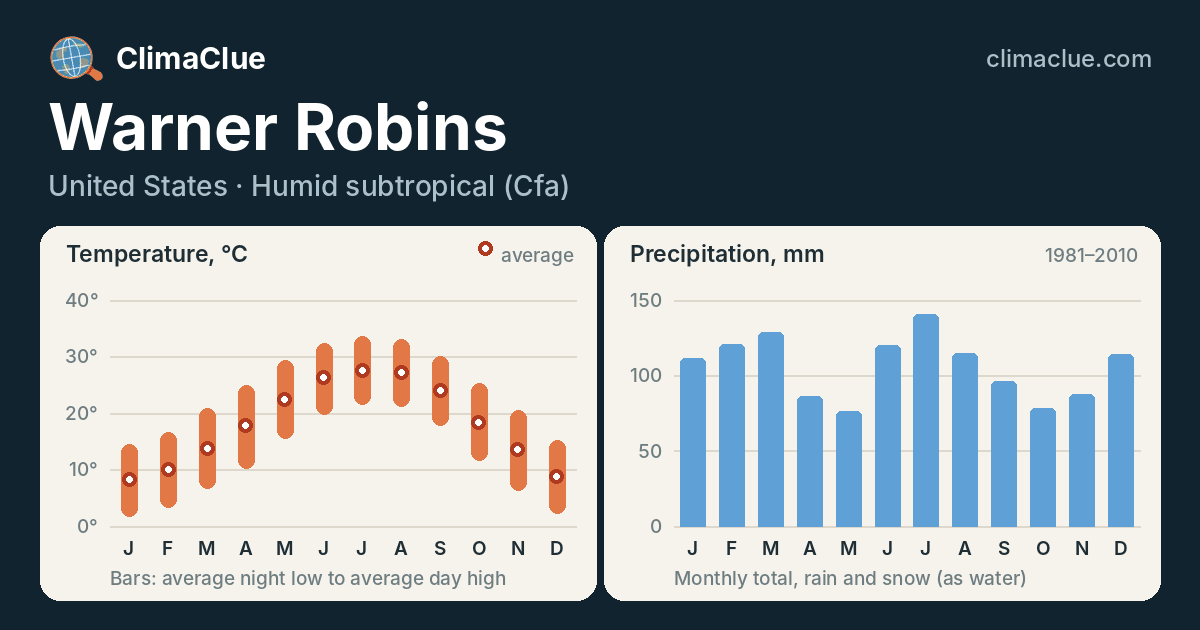 ClimaClue
climaclue.com
Warner Robins
United States · Humid subtropical (Cfa)
Temperature, °C
average
40°
30°
20°
10°
0°
J F M A M J J A S O N D
Bars: average night low to average day high
Precipitation, mm
1981–2010
150
100
50
0
J F M A M J J A S O N D
Monthly total, rain and snow (as water)